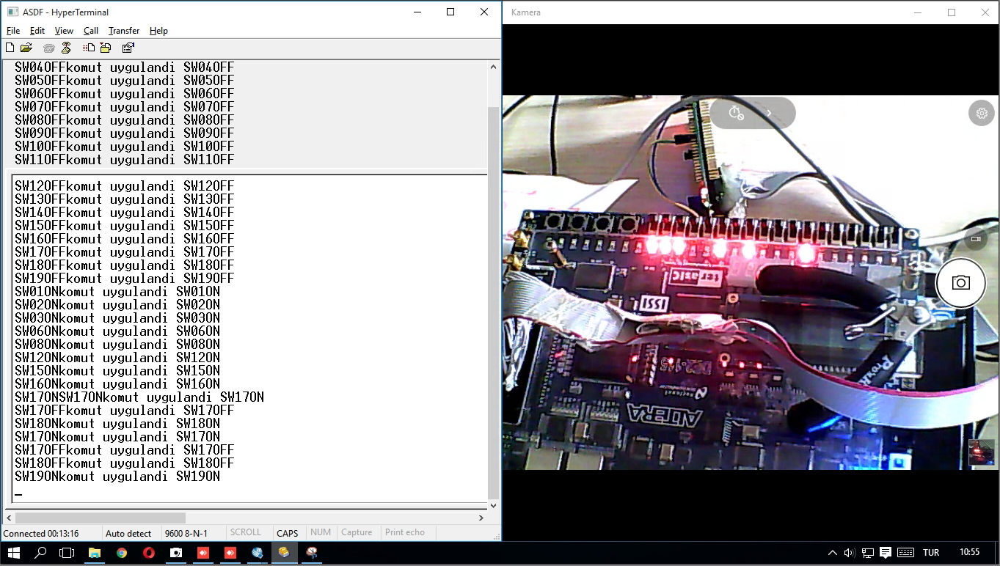 ASDF - HyperTerminal
File Edit View Call Transfer Help
SW04OFFkomut uygulandi SW04OFF
SW05OFFkomut uygulandi SW05OFF
SW06OFFkomut uygulandi SW06OFF
SW07OFFkomut uygulandi SW07OFF
SW08OFFkomut uygulandi SW08OFF
SW09OFFkomut uygulandi SW09OFF
SW10OFFkomut uygulandi SW10OFF
SW11OFFkomut uygulandi SW11OFF
SW12OFFkomut uygulandi SW12OFF
SW13OFFkomut uygulandi SW13OFF
SW14OFFkomut uygulandi SW14OFF
SW15OFFkomut uygulandi SW15OFF
SW16OFFkomut uygulandi SW16OFF
SW17OFFkomut uygulandi SW17OFF
SW18OFFkomut uygulandi SW18OFF
SW19OFFkomut uygulandi SW19OFF
SW01ONkomut uygulandi SW01ON
SW02ONkomut uygulandi SW02ON
SW03ONkomut uygulandi SW03ON
SW06ONkomut uygulandi SW06ON
SW08ONkomut uygulandi SW08ON
SW12ONkomut uygulandi SW12ON
SW15ONkomut uygulandi SW15ON
SW16ONkomut uygulandi SW16ON
SW17ONSW17ONkomut uygulandi SW17ON
SW17OFFkomut uygulandi SW17OFF
SW18ONkomut uygulandi SW18ON
SW17ONkomut uygulandi SW17ON
SW17OFFkomut uygulandi SW17OFF
SW18OFFkomut uygulandi SW18OFF
SW19ONkomut uygulandi SW19ON
Connected 00:13:16 Auto detect 9600 8-N-1 SCROLL CAPS NUM Capture Print echo
Kamera
terasic
ISSI
National
Semiconductor
ALTERA
TUR 10:55